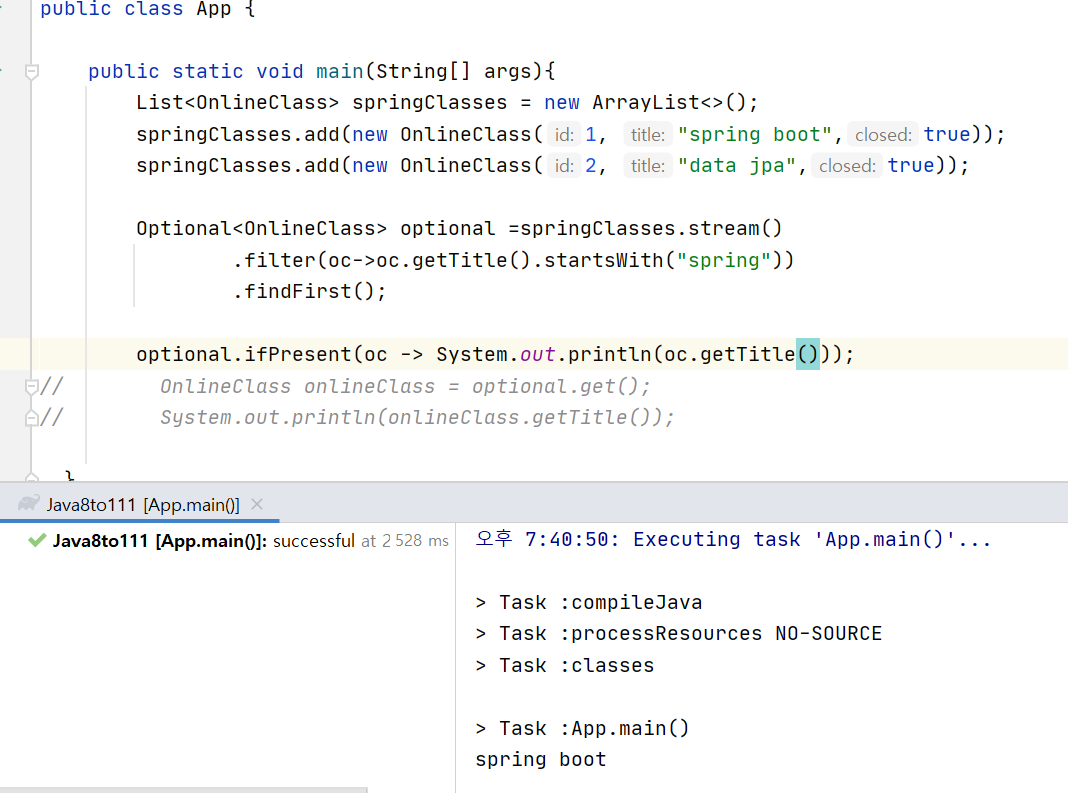 public class App {
public static void main(String[] args){
List<OnlineClass> springClasses = new ArrayList<>();
springClasses.add(new OnlineClass( id: 1, title: "spring boot", closed: true));
springClasses.add(new OnlineClass( id: 2, title: "data jpa", closed: true));
Optional<OnlineClass> optional =springClasses.stream()
.filter(oc->oc.getTitle().startsWith("spring"))
.findFirst();
optional.ifPresent(oc -> System.out.println(oc.getTitle()));
// OnlineClass onlineClass = optional.get();
// System.out.println(onlineClass.getTitle());
}
Java8to111 [App.main()] ×
Java8to111 [App.main()]: successful at 2 528 ms
오후 7:40:50: Executing task 'App.main()'...
> Task :compileJava
> Task :processResources NO-SOURCE
> Task :classes
> Task :App.main()
spring boot